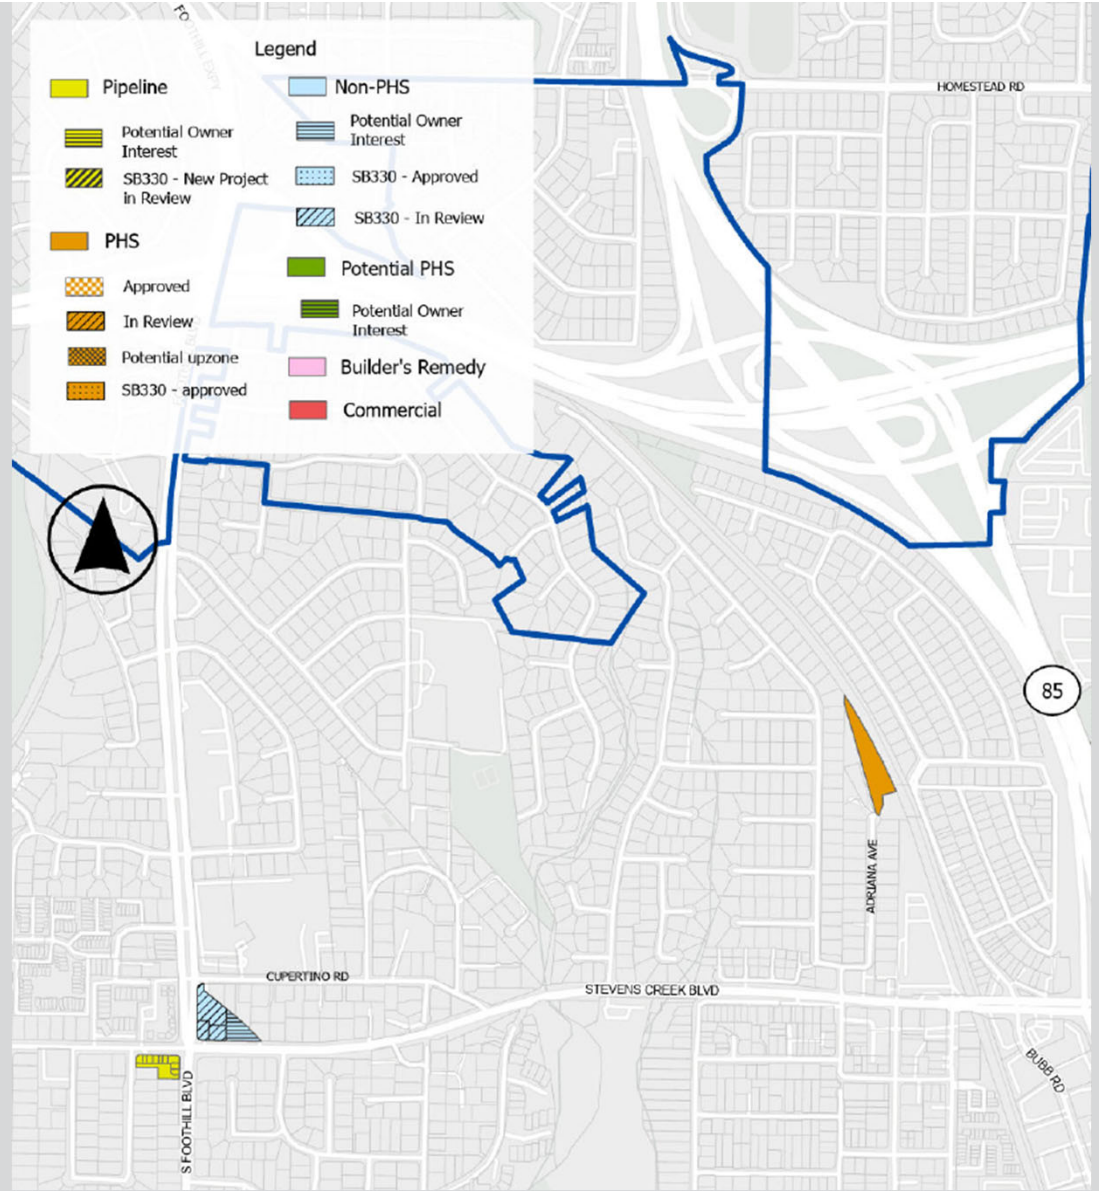 FOOTHILL EXPY
Legend
Pipeline
Potential Owner
Interest
SB330 - New Project
in Review
PHS
Approved
In Review
Potential upzone
SB330 - approved
Non-PHS
Potential Owner
Interest
SB330 - Approved
SB330 - In Review
Potential PHS
Potential Owner
Interest
Builder's Remedy
Commercial
HOMESTEAD RD
85
ADRIANA AVE
CUPERTINO RD
STEVENS CREEK BLVD
BUBB RD
S FOOTHILL BLVD